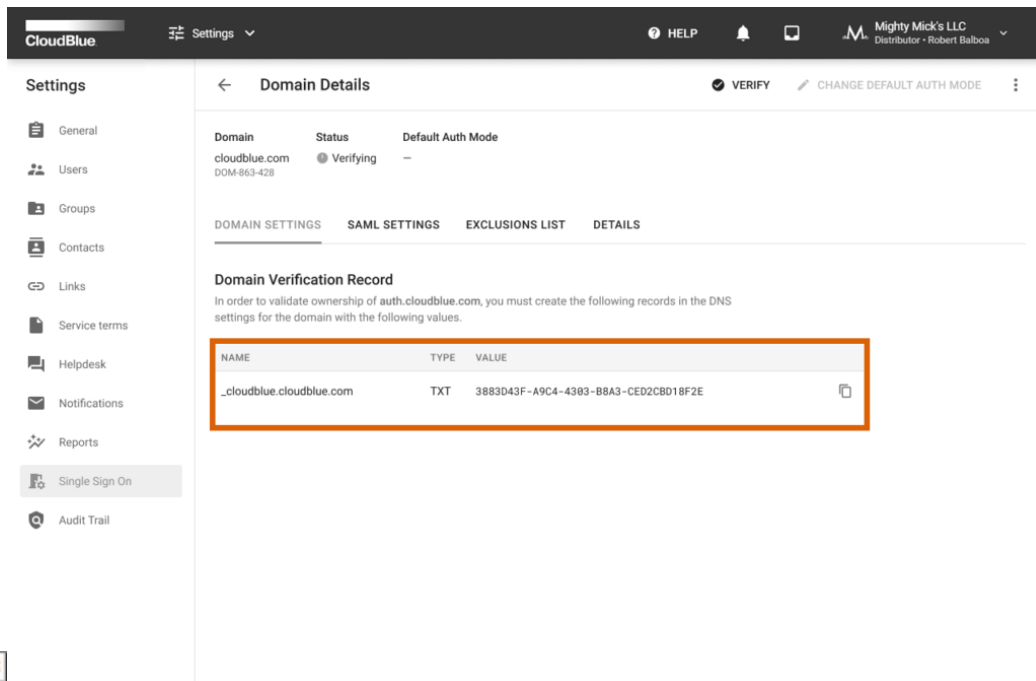 CloudBlue
Settings
HELP
Mighty Mick's LLC
Distributor • Robert Balboa
Settings
General
Users
Groups
Contacts
Links
Service terms
Helpdesk
Notifications
Reports
Single Sign On
Audit Trail
Domain Details
VERIFY
CHANGE DEFAULT AUTH MODE
Domain Status Default Auth Mode
cloudblue.com Verifying —
DOM-863-428
DOMAIN SETTINGS SAML SETTINGS EXCLUSIONS LIST DETAILS
Domain Verification Record
In order to validate ownership of auth.cloudblue.com, you must create the following records in the DNS
settings for the domain with the following values.
NAME TYPE VALUE
_cloudblue.cloudblue.com TXT 3883D43F-A9C4-4303-B8A3-CED2CBD18F2E